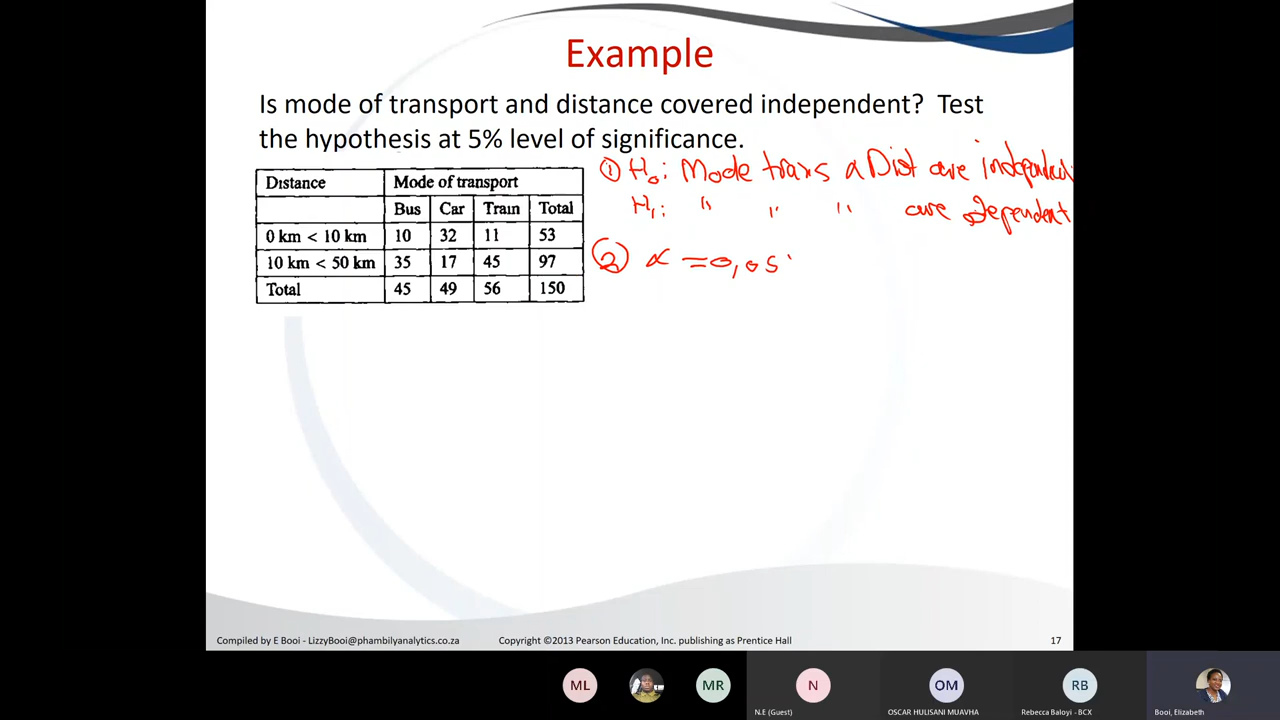 Example
Is mode of transport and distance covered independent? Test
the hypothesis at 5% level of significance.
Distance Mode of transport
Bus Car Train Total
0 km < 10 km 10 32 11 53
10 km < 50 km 35 17 45 97
Total 45 49 56 150
① H₀: Mode trans & Dist are independent
H₁: " " " are dependent
② α = 0,05
Compiled by E Booi - LizzyBooi@phambilyanalytics.co.za Copyright ©2013 Pearson Education, Inc. publishing as Prentice Hall 17
ML MR N OM RB
N.E (Guest) OSCAR HULISANI MUAVHA Rebecca Baloyi - BCX Booi, Elizabeth